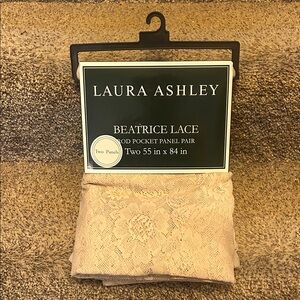 LAURA ASHLEY
BEATRICE LACE
ROD POCKET PANEL PAIR
Two 55 in x 84 in
Two Panels